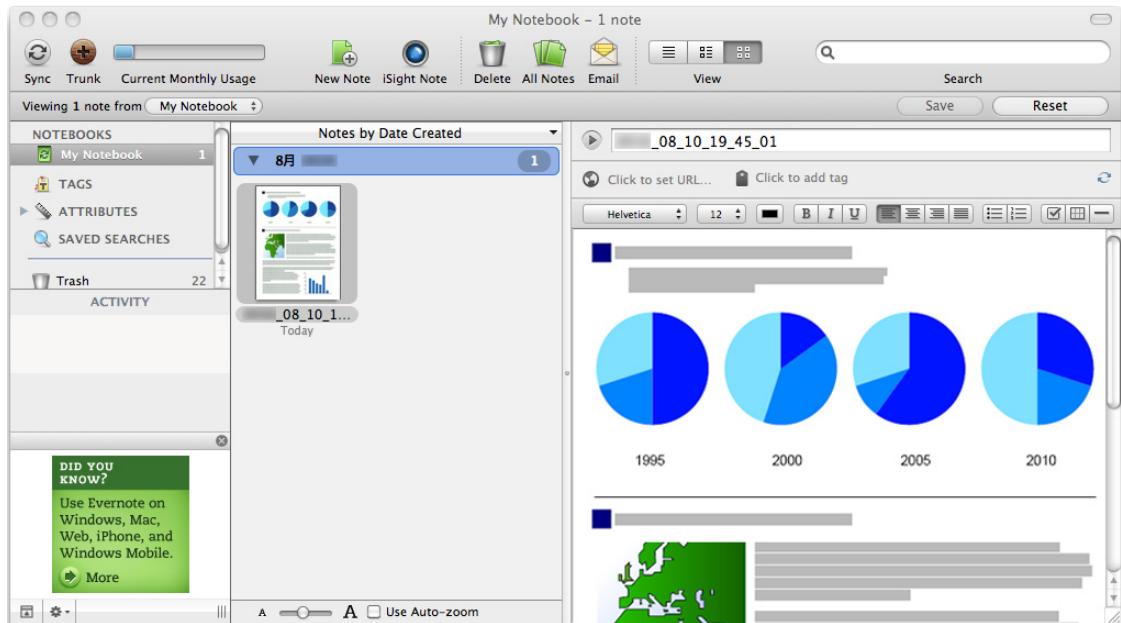 My Notebook – 1 note
Sync Trunk Current Monthly Usage New Note iSight Note Delete All Notes Email View Search
Viewing 1 note from My Notebook Save Reset
NOTEBOOKS
My Notebook 1
TAGS
ATTRIBUTES
SAVED SEARCHES
Trash 22
ACTIVITY
DID YOU
KNOW?
Use Evernote on
Windows, Mac,
Web, iPhone, and
Windows Mobile.
More
Notes by Date Created
8月 1
_08_10_1...
Today
A A Use Auto-zoom
_08_10_19_45_01
Click to set URL... Click to add tag
Helvetica 12 B I U
1995 2000 2005 2010